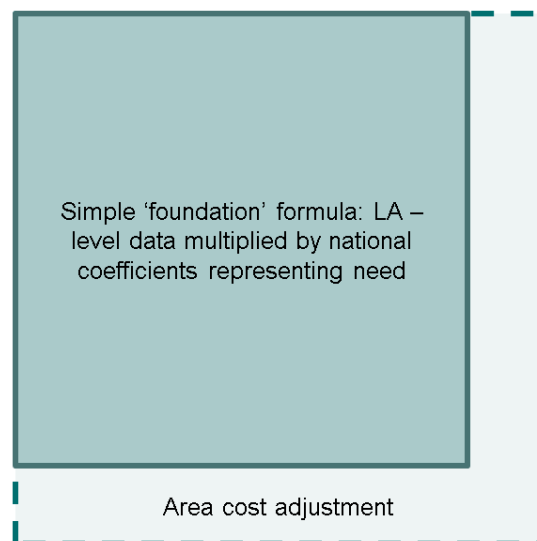 Simple ‘foundation’ formula: LA –
level data multiplied by national
coefficients representing need
Area cost adjustment